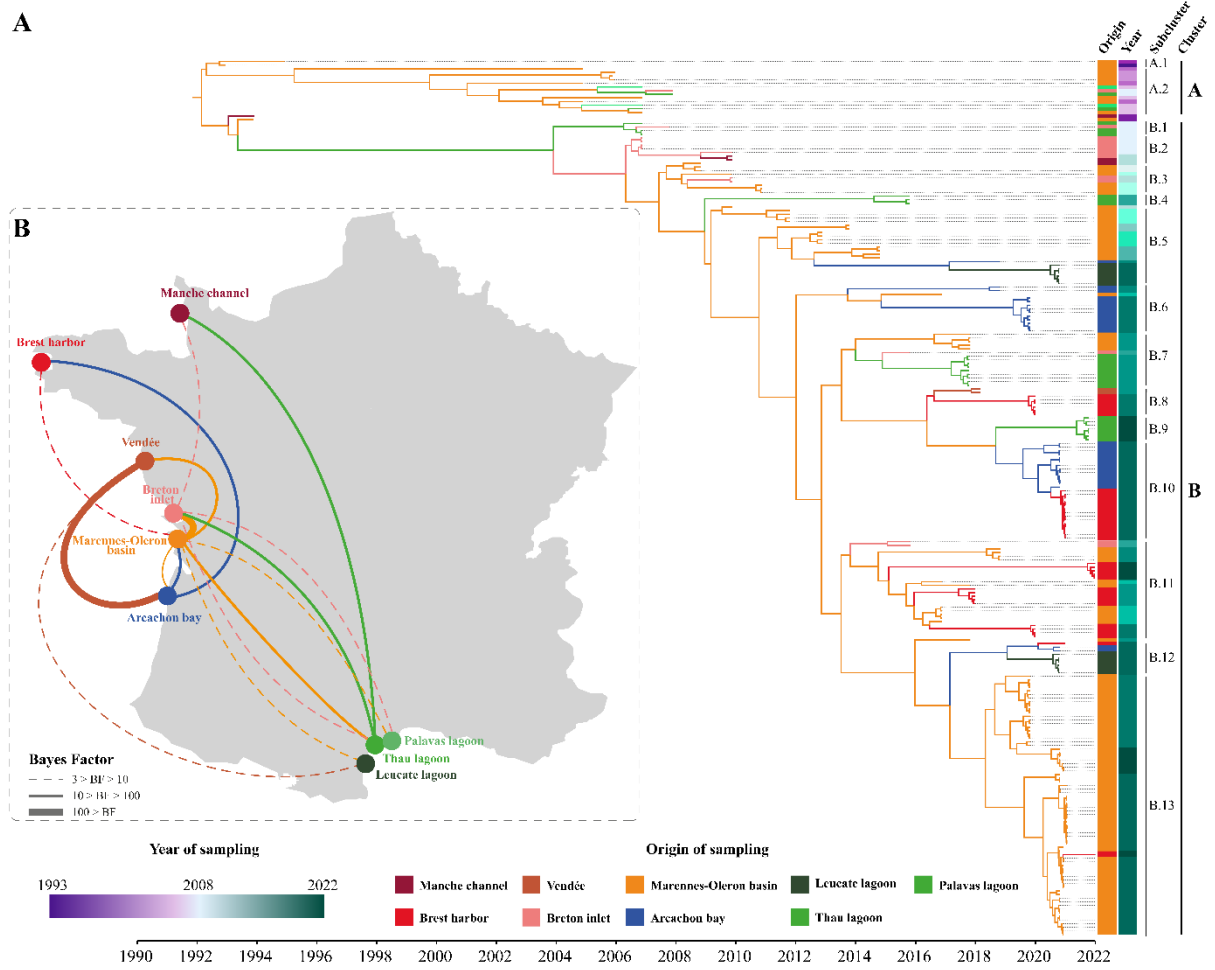 A
Origin
Year
Subcluster
Cluster
A.1
A.2
A
B.1
B.2
B.3
B.4
B.5
B.6
B.7
B.8
B.9
B.10
B.11
B.12
B.13
B
B
Manche channel
Brest harbor
Vendée
Breton
inlet
Marennes-Oleron
basin
Arcachon bay
Palavas lagoon
Thau lagoon
Leucate lagoon
Bayes Factor
3 > BF > 10
10 > BF > 100
100 > BF
Year of sampling
1993
2008
2022
Origin of sampling
Manche channel
Vendée
Marennes-Oleron basin
Leucate lagoon
Palavas lagoon
Brest harbor
Breton inlet
Arcachon bay
Thau lagoon
1990 1992 1994 1996 1998 2000 2002 2004 2006 2008 2010 2012 2014 2016 2018 2020 2022